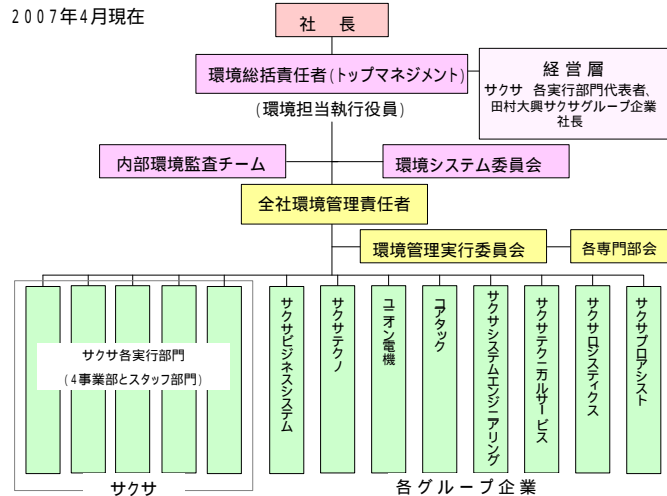 2007年4月現在
社 長
環境総括責任者(トップマネジメント)
(環境担当執行役員)
経営層
サクサ 各実行部門代表者、
田村大興サクサグループ企業
社長
内部環境監査チーム
環境システム委員会
全社環境管理責任者
環境管理実行委員会
各専門部会
サクサ各実行部門
(4事業部とスタッフ部門)
サクサビジネスシステム
サクサテクノ
ユニオン電機
コアタック
サクサシステムエンジニアリング
サクサテクニカルサービス
サクサロジスティクス
サクサプロアシスト
サクサ
各グループ企業